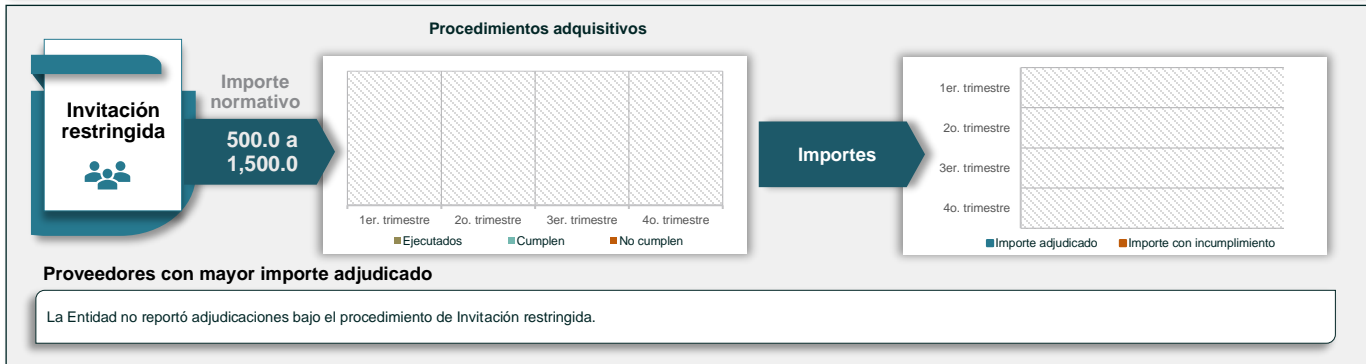 Procedimientos adquisitivos
Invitación
restringida
Importe
normativo
500.0 a
1,500.0
1er. trimestre
2o. trimestre
3er. trimestre
4o. trimestre
Ejecutados
Cumplen
No cumplen
Importes
1er. trimestre
2o. trimestre
3er. trimestre
4o. trimestre
Importe adjudicado
Importe con incumplimiento
Proveedores con mayor importe adjudicado
La Entidad no reportó adjudicaciones bajo el procedimiento de Invitación restringida.